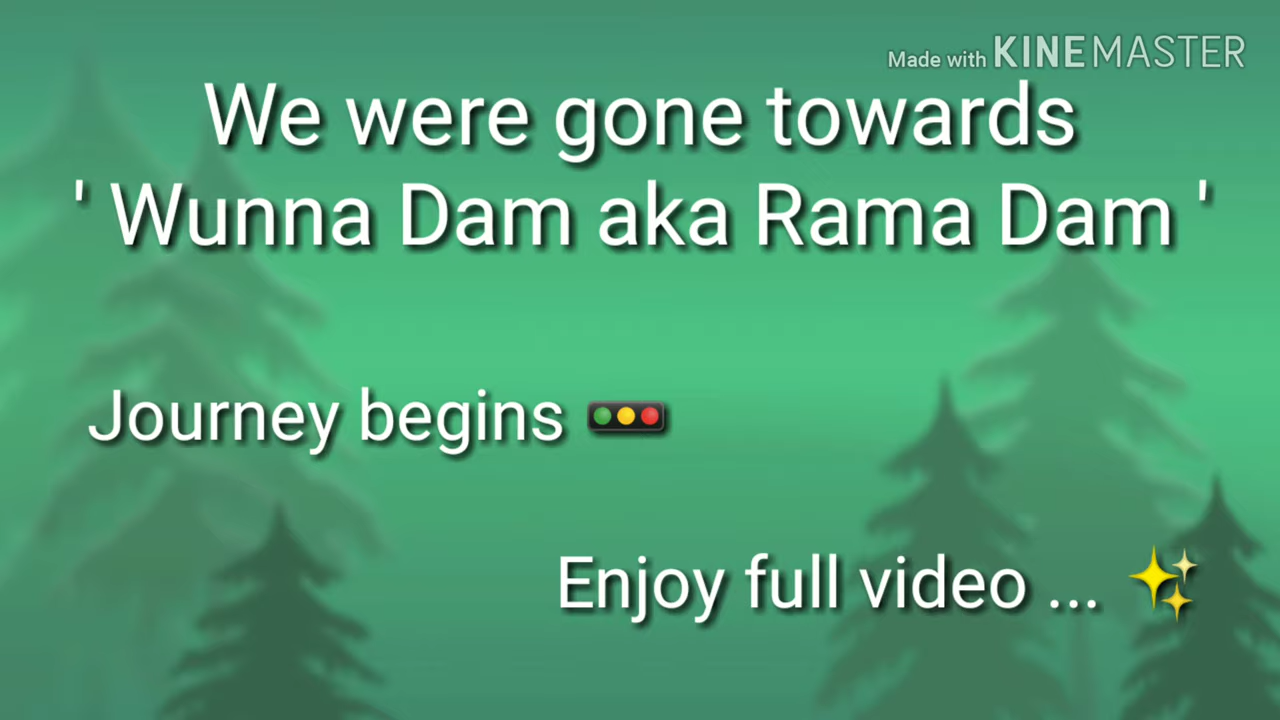 Made with KINEMASTER
We were gone towards
' Wunna Dam aka Rama Dam '
Journey begins 🚥
Enjoy full video ... ✨